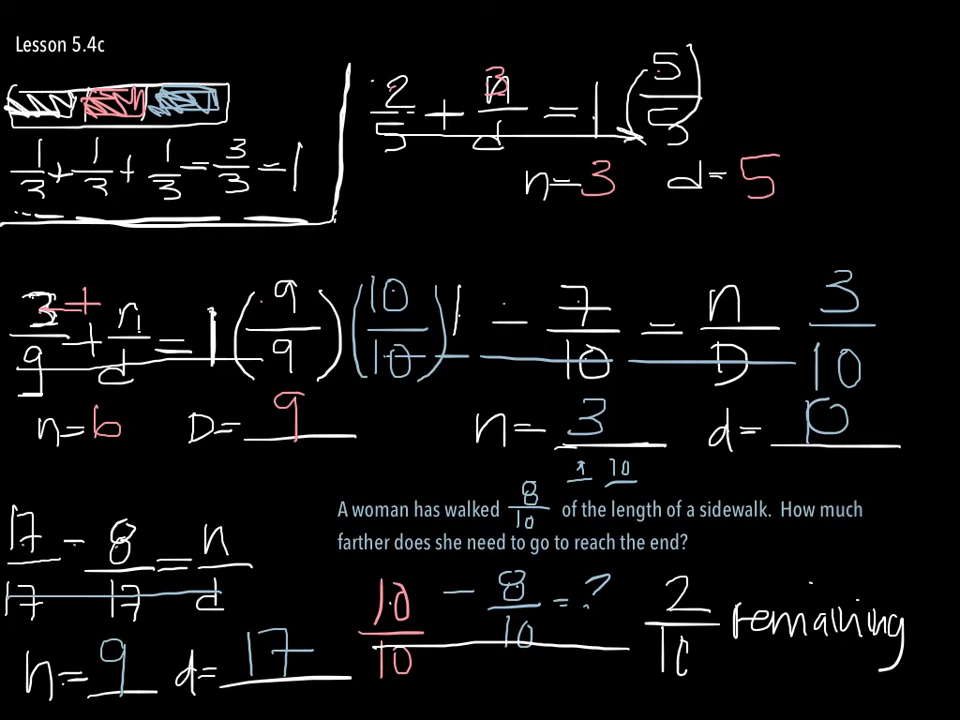 Lesson 5.4c
1/3 + 1/3 + 1/3 = 3/3 = 1
2/5 + n/d = 1 (5/5)
3
n = 3 d = 5
3/9 + n/d = 1 (9/9)
+
n = 6 D = 9
(10/10) 1 - 7/10 = n/D 3/10
n = 3 d = 10
17/17 - 8/17 = n/d
n = 9 d = 17
10
A woman has walked 8/10 of the length of a sidewalk. How much
farther does she need to go to reach the end?
10/10 - 8/10 = ? 2/10 remaining